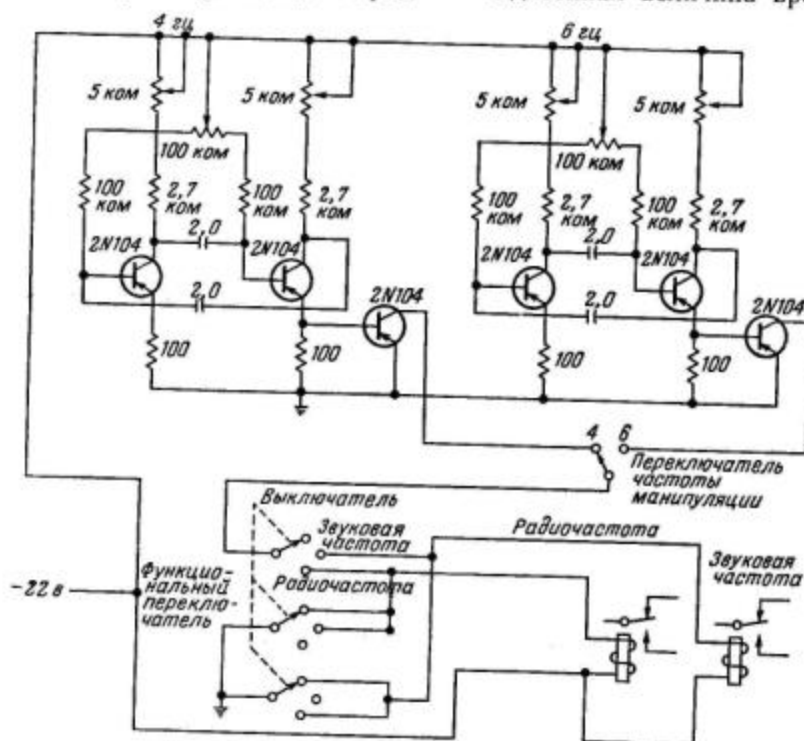 4 гц
6 гц
5 ком
5 ком
5 ком
5 ком
100 ком
100 ком
100
ком
2,7
ком
100
ком
2,7
ком
100
ком
2,7
ком
100
ком
2,7
ком
2N104
2,0
2N104
2,0
2N104
2N104
2,0
2N104
2,0
2N104
100
100
100
100
4
6
Переключатель
частоты
манипуляции
Выключатель
Звуковая
частота
Радиочастота
Звуковая
частота
-22 в
Функцио-
нальный
переклю-
чатель
Радиочастота